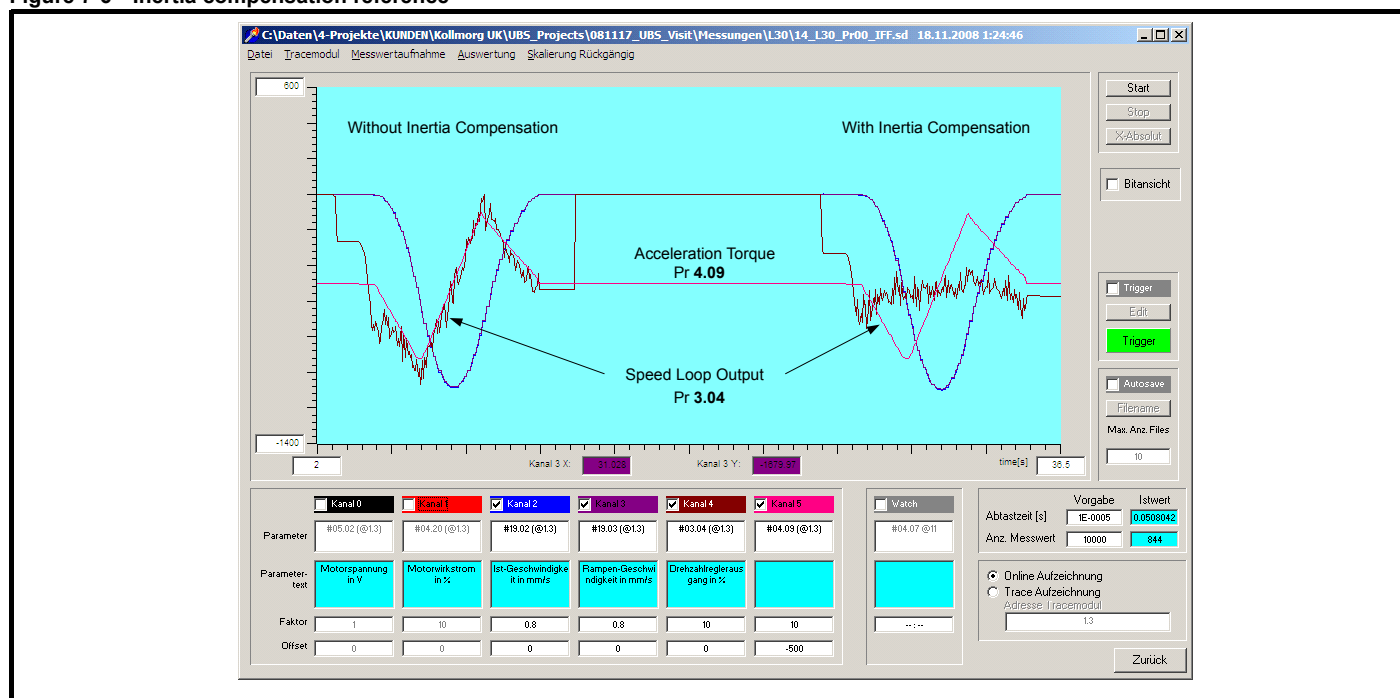 Figure 7-6 Inertia compensation reference
C:\Daten\4-Projekte\KUNDEN\Kollmorg UK\UBS_Projects\081117_UBS_Visit\Messungen\L30\14_L30_Pr00_IFF.sd 18.11.2008 1:24:46
Datei Tracemodul Messwertaufnahme Auswertung Skalierung Rückgängig
600
Without Inertia Compensation
With Inertia Compensation
Acceleration Torque
Pr 4.09
Speed Loop Output
Pr 3.04
-1400
2
Kanal 3 X:
31.028
Kanal 3 Y:
-1679.97
time[s]
36.5
Start
Stop
X-Absolut
Bitansicht
Trigger
Edit
Trigger
Autosave
Filename
Max. Anz. Files
10
Kanal 0 Kanal 1 Kanal 2 Kanal 3 Kanal 4 Kanal 5
Parameter #05.02 (@1.3) #04.20 (@1.3) #19.02 (@1.3) #19.03 (@1.3) #03.04 (@1.3) #04.09 (@1.3)
Parameter- Motorspannung Motorwirkstrom Ist-Geschwindigke Rampen-Geschwi Drehzahlregleraus
text in V in % it in mm/s ndigkeit in mm/s gang in %
Faktor 1 10 0.8 0.8 10 10
Offset 0 0 0 0 0 -500
Watch
#04.07 @11
--:--
Vorgabe Istwert
Abtastzeit [s] 1E-0005 0.0508042
Anz. Messwert 10000 844
Online Aufzeichnung
Trace Aufzeichnung
Adresse Tracemodul
1.3
Zurück